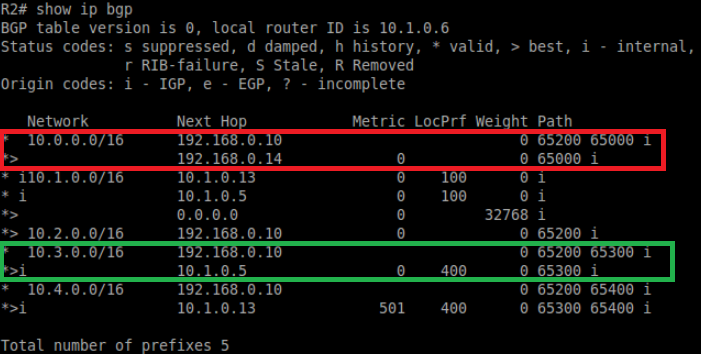 R2# show ip bgp
BGP table version is 0, local router ID is 10.1.0.6
Status codes: s suppressed, d damped, h history, * valid, > best, i - internal,
              r RIB-failure, S Stale, R Removed
Origin codes: i - IGP, e - EGP, ? - incomplete

   Network          Next Hop            Metric LocPrf Weight Path
*  10.0.0.0/16      192.168.0.10                           0 65200 65000 i
*>                  192.168.0.14             0             0 65000 i
* i10.1.0.0/16      10.1.0.13                0    100      0 i
* i                 10.1.0.5                 0    100      0 i
*>                  0.0.0.0                  0         32768 i
*> 10.2.0.0/16      192.168.0.10             0             0 65200 i
*  10.3.0.0/16      192.168.0.10                           0 65200 65300 i
*>i                 10.1.0.5                 0    400      0 65300 i
*  10.4.0.0/16      192.168.0.10                           0 65200 65400 i
*>i                 10.1.0.13              501    400      0 65300 65400 i

Total number of prefixes 5